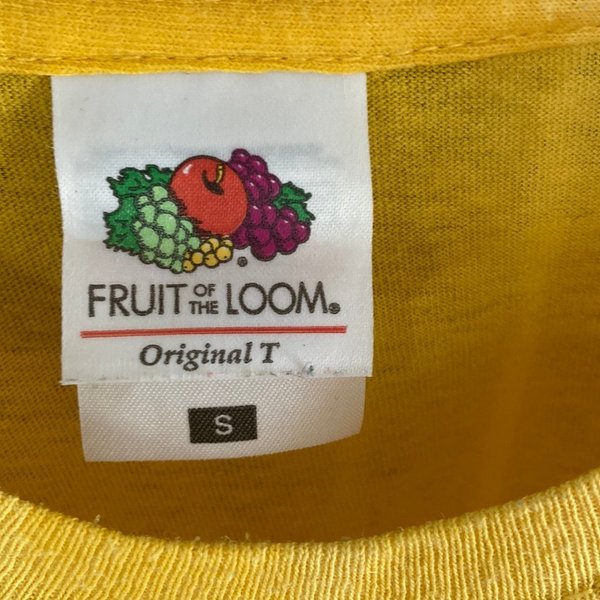 FRUIT OF THE LOOM®
Original T
S